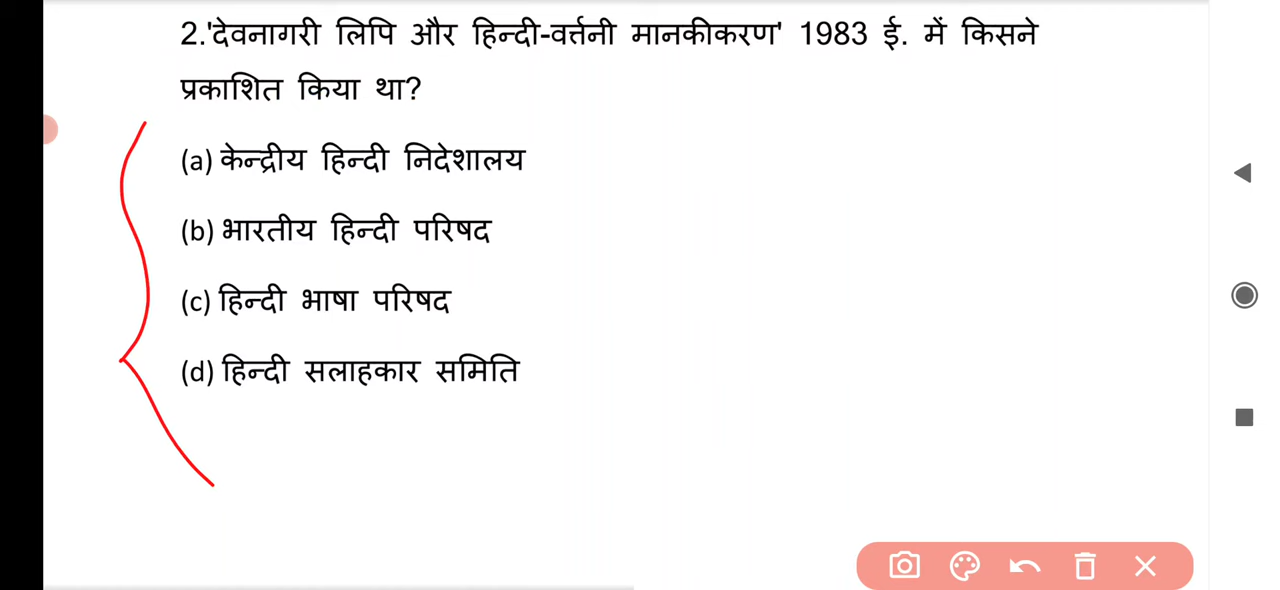 2.'देवनागरी लिपि और हिन्दी-वर्त्तनी मानकीकरण' 1983 ई. में किसने
प्रकाशित किया था?
(a) केन्द्रीय हिन्दी निदेशालय
(b) भारतीय हिन्दी परिषद
(c) हिन्दी भाषा परिषद
(d) हिन्दी सलाहकार समिति